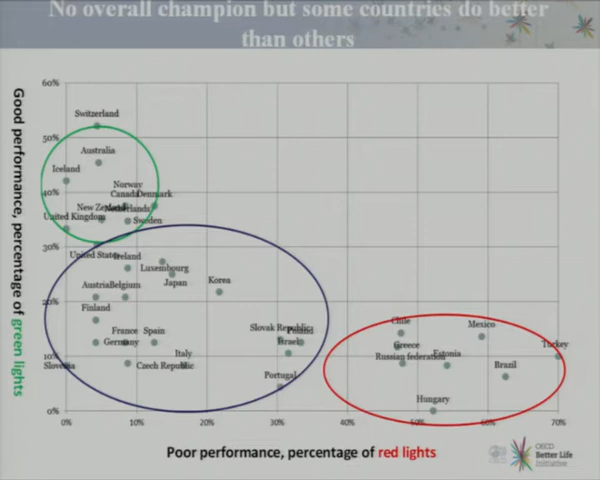 No overall champion but some countries do better
than others
Good performance, percentage of green lights
60%
50%
40%
30%
20%
10%
0%
Switzerland
Australia
Iceland
Norway
Canada Denmark
New Zealand Netherlands
United Kingdom
Sweden
United States Ireland
Luxembourg
Japan
Korea
Austria Belgium
Finland
France Spain
Germany
Slovak Republic Poland
Israel
Italy
Slovenia
Czech Republic
Portugal
Chile
Mexico
Greece
Turkey
Russian federation
Estonia
Brazil
Hungary
0%
10%
20%
30%
40%
50%
60%
70%
Poor performance, percentage of red lights
OECD
Better Life
Initiative